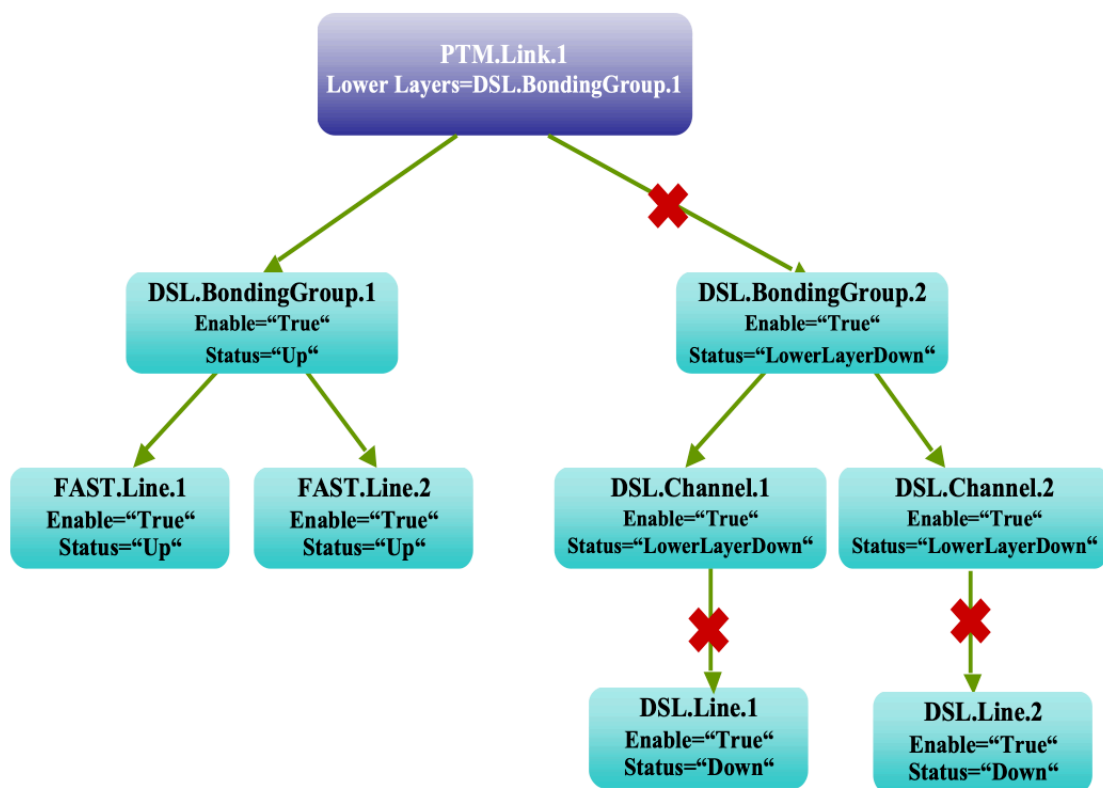 PTM.Link.1
Lower Layers=DSL.BondingGroup.1
DSL.BondingGroup.1
Enable=“True“
Status=“Up“
DSL.BondingGroup.2
Enable=“True“
Status=“LowerLayerDown“
FAST.Line.1
Enable=“True“
Status=“Up“
FAST.Line.2
Enable=“True“
Status=“Up“
DSL.Channel.1
Enable=“True“
Status=“LowerLayerDown“
DSL.Channel.2
Enable=“True“
Status=“LowerLayerDown“
DSL.Line.1
Enable=“True“
Status=“Down“
DSL.Line.2
Enable=“True“
Status=“Down“